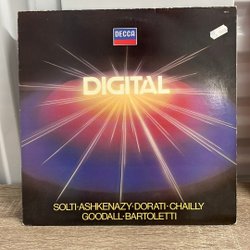 DECCA
DIGITAL
SOLTI·ASHKENAZY·DORATI·CHAILLY
GOODALL·BARTOLETTI